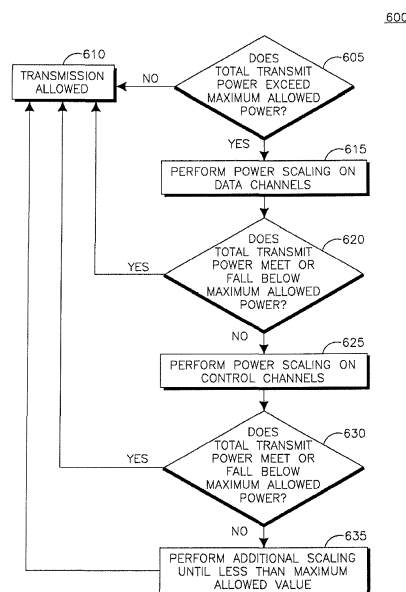 600
610
TRANSMISSION
ALLOWED
NO
DOES
TOTAL TRANSMIT
POWER EXCEED
MAXIMUM ALLOWED
POWER?
605
YES
615
PERFORM POWER SCALING ON
DATA CHANNELS
DOES
TOTAL TRANSMIT
POWER MEET OR
FALL BELOW
MAXIMUM ALLOWED
POWER?
620
YES
NO
625
PERFORM POWER SCALING ON
CONTROL CHANNELS
DOES
TOTAL TRANSMIT
POWER MEET OR
FALL BELOW
MAXIMUM ALLOWED
POWER?
630
YES
NO
635
PERFORM ADDITIONAL SCALING
UNTIL LESS THAN MAXIMUM
ALLOWED VALUE